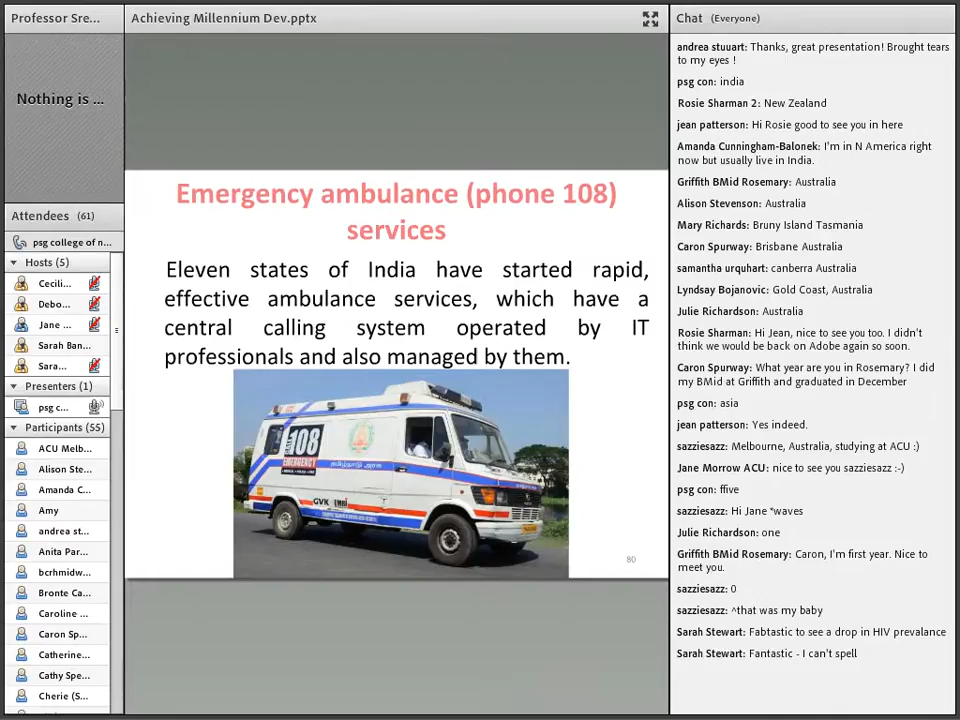 Professor Sre...
Nothing is ...
Attendees (61)
psg college of n...
Hosts (5)
Cecili...
Debo...
Jane ...
Sarah Ban...
Sara...
Presenters (1)
psg c...
Participants (55)
ACU Melb...
Alison Ste...
Amanda C...
Amy
andrea st...
Anita Par...
bcrhmidw...
Bronte Ca...
Caroline ...
Caron Sp...
Catherine...
Cathy Spe...
Cherie (S...
Achieving Millennium Dev.pptx
Emergency ambulance (phone 108)
services
Eleven states of India have started rapid,
effective ambulance services, which have a
central calling system operated by IT
professionals and also managed by them.
108
EMERGENCY
GVK EMRI
80
Chat (Everyone)
andrea stuuart: Thanks, great presentation! Brought tears
to my eyes !
psg con: india
Rosie Sharman 2: New Zealand
jean patterson: Hi Rosie good to see you in here
Amanda Cunningham-Balonek: I'm in N America right
now but usually live in India.
Griffith BMid Rosemary: Australia
Alison Stevenson: Australia
Mary Richards: Bruny Island Tasmania
Caron Spurway: Brisbane Australia
samantha urquhart: canberra Australia
Lyndsay Bojanovic: Gold Coast, Australia
Julie Richardson: Australia
Rosie Sharman: Hi Jean, nice to see you too. I didn't
think we would be back on Adobe again so soon.
Caron Spurway: What year are you in Rosemary? I did
my BMid at Griffith and graduated in December
psg con: asia
jean patterson: Yes indeed.
sazziesazz: Melbourne, Australia, studying at ACU :)
Jane Morrow ACU: nice to see you sazziesazz :-)
psg con: ffive
sazziesazz: Hi Jane *waves
Julie Richardson: one
Griffith BMid Rosemary: Caron, I'm first year. Nice to
meet you.
sazziesazz: 0
sazziesazz: ^that was my baby
Sarah Stewart: Fabtastic to see a drop in HIV prevalance
Sarah Stewart: Fantastic - I can't spell